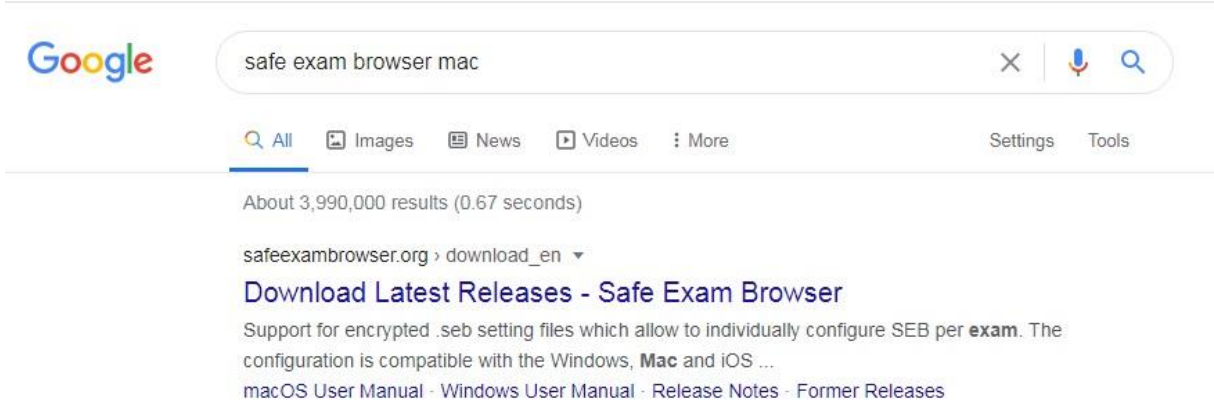 Google
safe exam browser mac
All Images News Videos More Settings Tools
About 3,990,000 results (0.67 seconds)
safeexambrowser.org › download_en
Download Latest Releases - Safe Exam Browser
Support for encrypted .seb setting files which allow to individually configure SEB per exam. The
configuration is compatible with the Windows, Mac and iOS ...
macOS User Manual · Windows User Manual · Release Notes · Former Releases